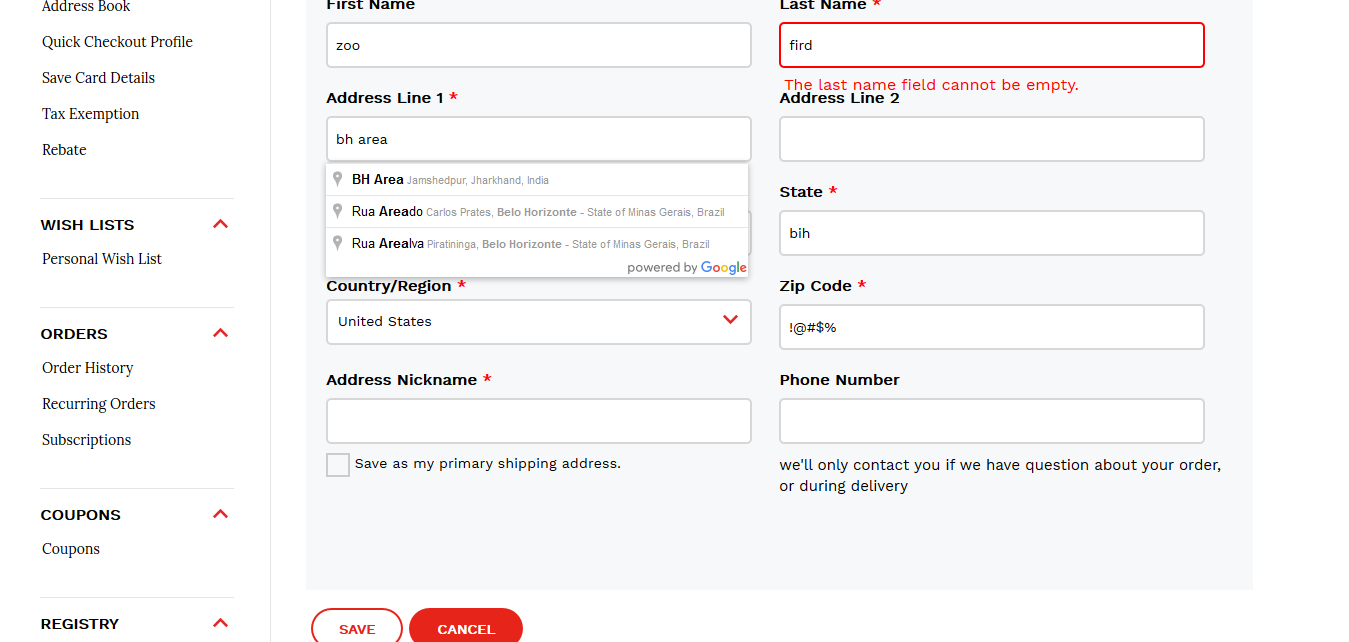 Address Book
Quick Checkout Profile
Save Card Details
Tax Exemption
Rebate
WISH LISTS
Personal Wish List
ORDERS
Order History
Recurring Orders
Subscriptions
COUPONS
Coupons
REGISTRY
First Name
Last Name *
zoo
fird
The last name field cannot be empty.
Address Line 1 *
Address Line 2
bh area
BH Area Jamshedpur, Jharkhand, India
Rua Areado Carlos Prates, Belo Horizonte - State of Minas Gerais, Brazil
Rua Arealva Piratininga, Belo Horizonte - State of Minas Gerais, Brazil
powered by Google
State *
bih
Country/Region *
Zip Code *
United States
!@#$%
Address Nickname *
Phone Number
Save as my primary shipping address.
we'll only contact you if we have question about your order,
or during delivery
SAVE
CANCEL